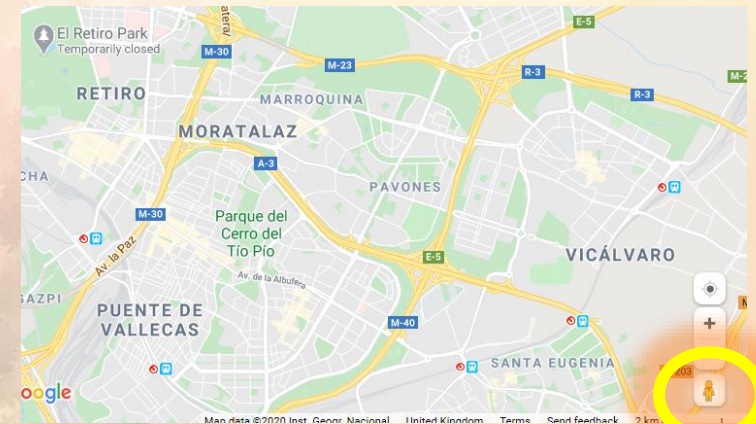 E-5
El Retiro Park
Temporarily closed
M-30
M-23
R-3
RETIRO
MARROQUINA
R-3
MORATALAZ
A-3
PAVONES
M-30
Parque del
Cerro del
Tío Pío
Av. la Paz
E-5
VICÁLVARO
Av. de la Albufera
PUENTE DE
VALLECAS
M-40
+
SANTA EUGENIA
203
oogle
Map data ©2020 Inst. Geogr. Nacional United Kingdom Terms Send feedback 2 km